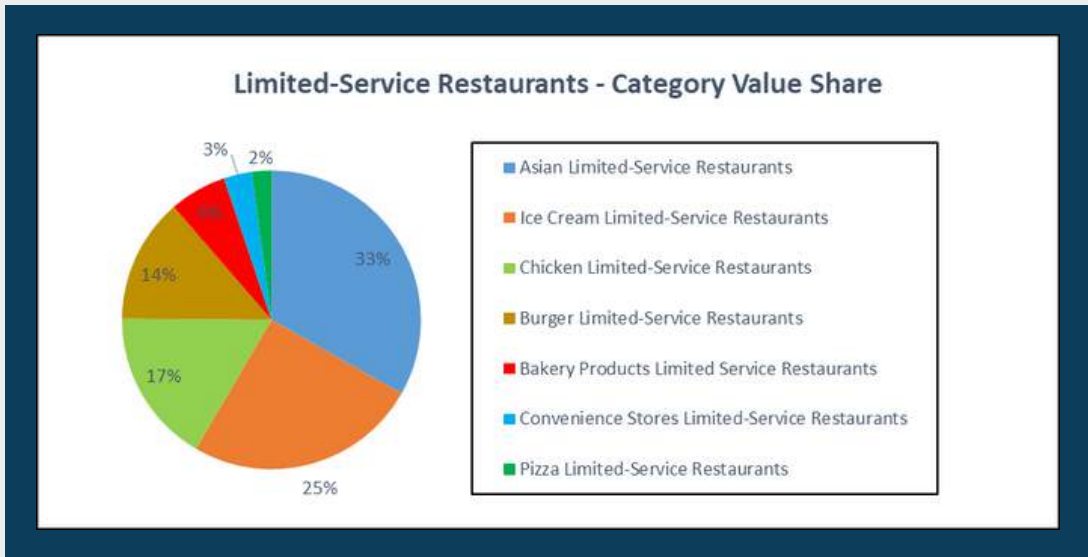 Limited-Service Restaurants - Category Value Share
3%
2%
6%
33%
14%
17%
25%
Asian Limited-Service Restaurants
Ice Cream Limited-Service Restaurants
Chicken Limited-Service Restaurants
Burger Limited-Service Restaurants
Bakery Products Limited Service Restaurants
Convenience Stores Limited-Service Restaurants
Pizza Limited-Service Restaurants